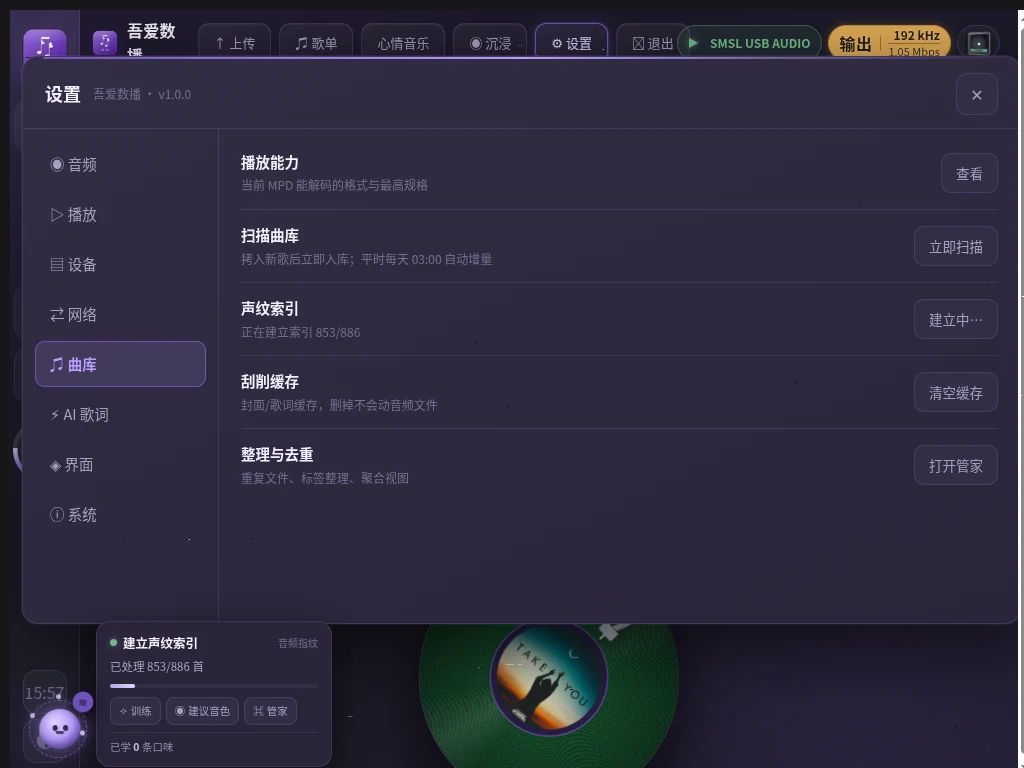 吾爱数
播
↑ 上传
♫ 歌单
心情音乐
◉ 沉浸
⚙ 设置
退出
▶ SMSL USB AUDIO
输出
192 kHz
1.05 Mbps
设置
吾爱数播 · v1.0.0
×
◉ 音频
▷ 播放
▤ 设备
⇄ 网络
♫ 曲库
⚡ AI 歌词
◈ 界面
ⓘ 系统
播放能力
当前 MPD 能解码的格式与最高规格
查看
扫描曲库
拷入新歌后立即入库；平时每天 03:00 自动增量
立即扫描
声纹索引
正在建立索引 853/886
建立中…
刮削缓存
封面/歌词缓存，删掉不会动音频文件
清空缓存
整理与去重
重复文件、标签整理、聚合视图
打开管家
建立声纹索引
音频指纹
已处理 853/886 首
✧ 训练
◉ 建议音色
⌘ 管家
已学 0 条口味
15:57
TAKE
YOU